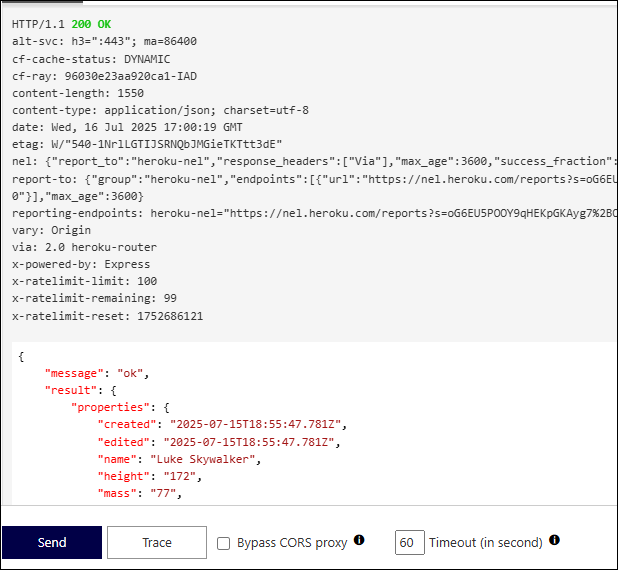 HTTP/1.1 200 OK
alt-svc: h3=":443"; ma=86400
cf-cache-status: DYNAMIC
cf-ray: 96030e23aa920ca1-IAD
content-length: 1550
content-type: application/json; charset=utf-8
date: Wed, 16 Jul 2025 17:00:19 GMT
etag: W/"540-1NrlLGTIJSRNQbJMGieTKTtt3dE"
nel: {"report_to":"heroku-nel","response_headers":["Via"],"max_age":3600,"success_fraction":
report-to: {"group":"heroku-nel","endpoints":[{"url":"https://nel.heroku.com/reports?s=oG6EU
0"}],"max_age":3600}
reporting-endpoints: heroku-nel="https://nel.heroku.com/reports?s=oG6EU5POOY9qHEKpGKAyg7%2BO
vary: Origin
via: 2.0 heroku-router
x-powered-by: Express
x-ratelimit-limit: 100
x-ratelimit-remaining: 99
x-ratelimit-reset: 1752686121
{
"message": "ok",
"result": {
"properties": {
"created": "2025-07-15T18:55:47.781Z",
"edited": "2025-07-15T18:55:47.781Z",
"name": "Luke Skywalker",
"height": "172",
"mass": "77",
Send Trace Bypass CORS proxy 60 Timeout (in second)